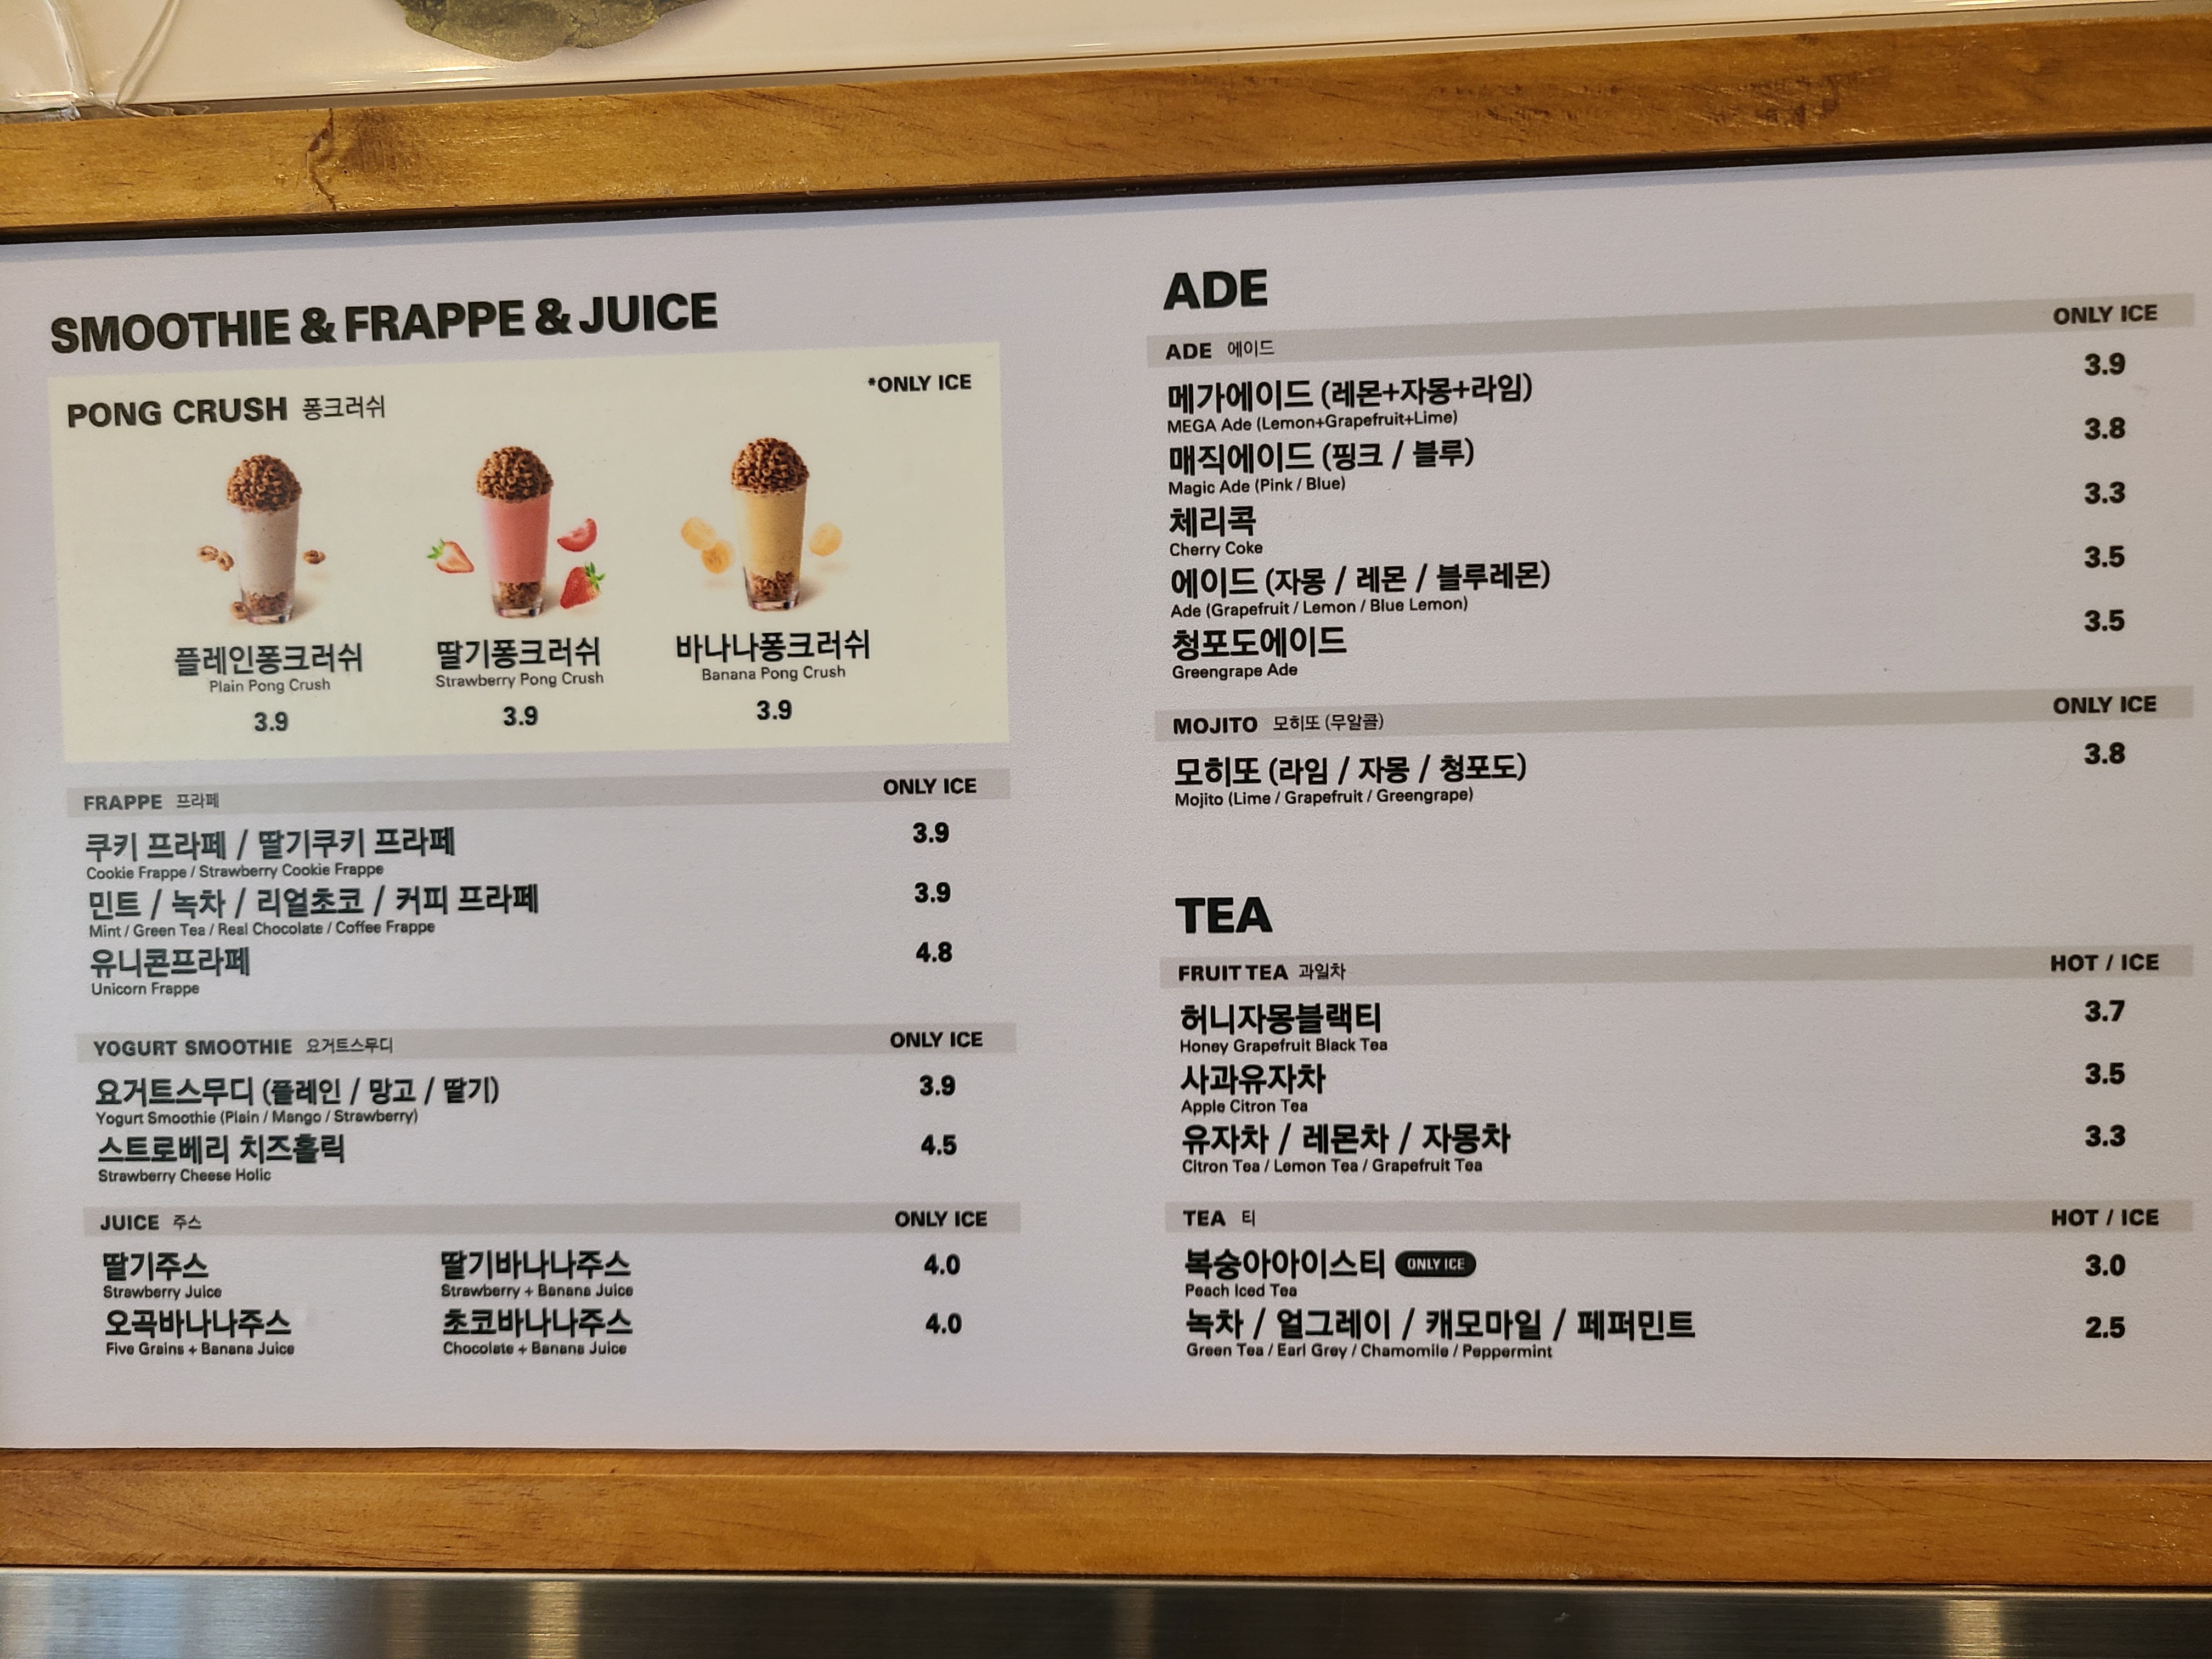 SMOOTHIE & FRAPPE & JUICE
*ONLY ICE
PONG CRUSH 퐁크러쉬
플레인퐁크러쉬
Plain Pong Crush
3.9
딸기퐁크러쉬
Strawberry Pong Crush
3.9
바나나퐁크러쉬
Banana Pong Crush
3.9
FRAPPE 프라페 ONLY ICE
쿠키 프라페 / 딸기쿠키 프라페 3.9
Cookie Frappe / Strawberry Cookie Frappe
민트 / 녹차 / 리얼초코 / 커피 프라페 3.9
Mint / Green Tea / Real Chocolate / Coffee Frappe
유니콘프라페 4.8
Unicorn Frappe
YOGURT SMOOTHIE 요거트스무디 ONLY ICE
요거트스무디 (플레인 / 망고 / 딸기) 3.9
Yogurt Smoothie (Plain / Mango / Strawberry)
스트로베리 치즈홀릭 4.5
Strawberry Cheese Holic
JUICE 주스 ONLY ICE
딸기주스 딸기바나나주스 4.0
Strawberry Juice Strawberry + Banana Juice
오곡바나나주스 초코바나나주스 4.0
Five Grains + Banana Juice Chocolate + Banana Juice
ADE
ADE 에이드 ONLY ICE
메가에이드 (레몬+자몽+라임) 3.9
MEGA Ade (Lemon+Grapefruit+Lime)
매직에이드 (핑크 / 블루) 3.8
Magic Ade (Pink / Blue)
체리콕 3.3
Cherry Coke
에이드 (자몽 / 레몬 / 블루레몬) 3.5
Ade (Grapefruit / Lemon / Blue Lemon)
청포도에이드 3.5
Greengrape Ade
MOJITO 모히또 (무알콜) ONLY ICE
모히또 (라임 / 자몽 / 청포도) 3.8
Mojito (Lime / Grapefruit / Greengrape)
TEA
FRUIT TEA 과일차 HOT / ICE
허니자몽블랙티 3.7
Honey Grapefruit Black Tea
사과유자차 3.5
Apple Citron Tea
유자차 / 레몬차 / 자몽차 3.3
Citron Tea / Lemon Tea / Grapefruit Tea
TEA 티 HOT / ICE
복숭아아이스티 ONLY ICE 3.0
Peach Iced Tea
녹차 / 얼그레이 / 캐모마일 / 페퍼민트 2.5
Green Tea / Earl Grey / Chamomile / Peppermint